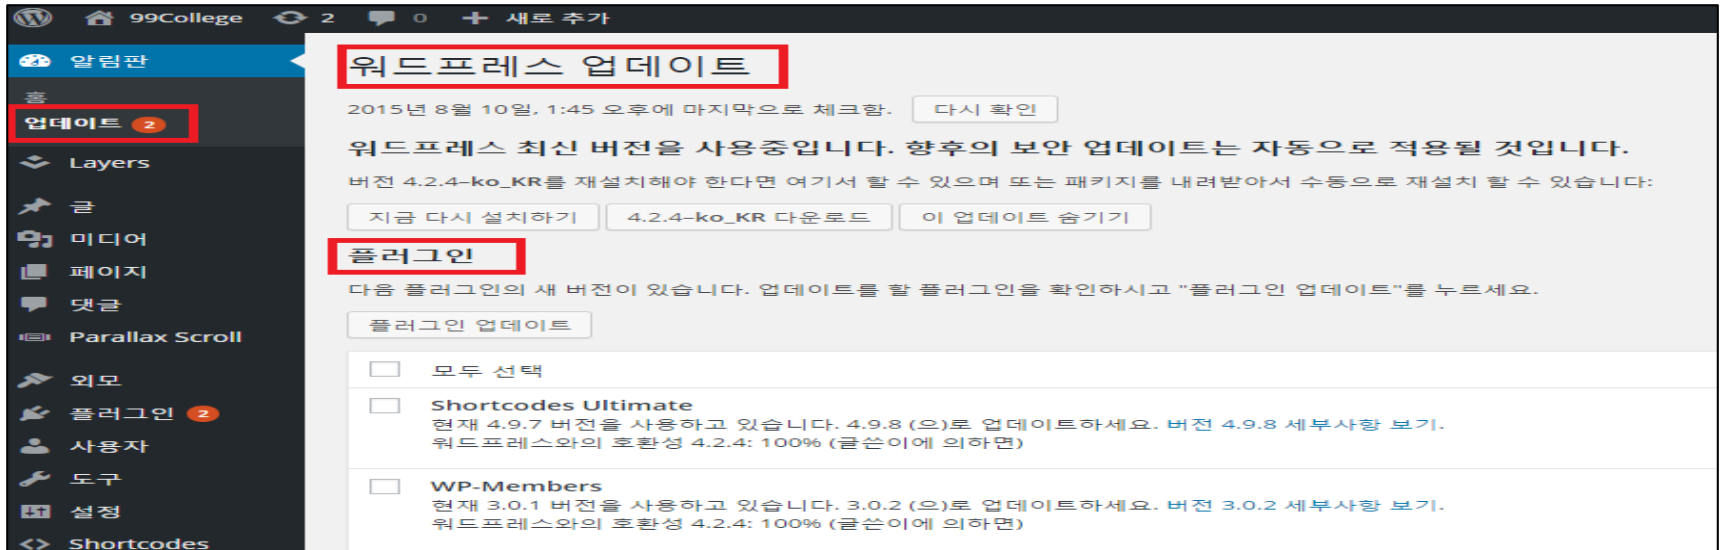 99College 2 0 새로 추가
알림판
홈
업데이트 2
Layers
글
미디어
페이지
댓글
Parallax Scroll
외모
플러그인 2
사용자
도구
설정
Shortcodes
워드프레스 업데이트
2015년 8월 10일, 1:45 오후에 마지막으로 체크함. 다시 확인
워드프레스 최신 버전을 사용중입니다. 향후의 보안 업데이트는 자동으로 적용될 것입니다.
버전 4.2.4–ko_KR를 재설치해야 한다면 여기서 할 수 있으며 또는 패키지를 내려받아서 수동으로 재설치 할 수 있습니다:
지금 다시 설치하기 4.2.4–ko_KR 다운로드 이 업데이트 숨기기
플러그인
다음 플러그인의 새 버전이 있습니다. 업데이트를 할 플러그인을 확인하시고 "플러그인 업데이트"를 누르세요.
플러그인 업데이트
모두 선택
Shortcodes Ultimate
현재 4.9.7 버전을 사용하고 있습니다. 4.9.8 (으)로 업데이트하세요. 버전 4.9.8 세부사항 보기.
워드프레스와의 호환성 4.2.4: 100% (글쓴이에 의하면)
WP-Members
현재 3.0.1 버전을 사용하고 있습니다. 3.0.2 (으)로 업데이트하세요. 버전 3.0.2 세부사항 보기.
워드프레스와의 호환성 4.2.4: 100% (글쓴이에 의하면)